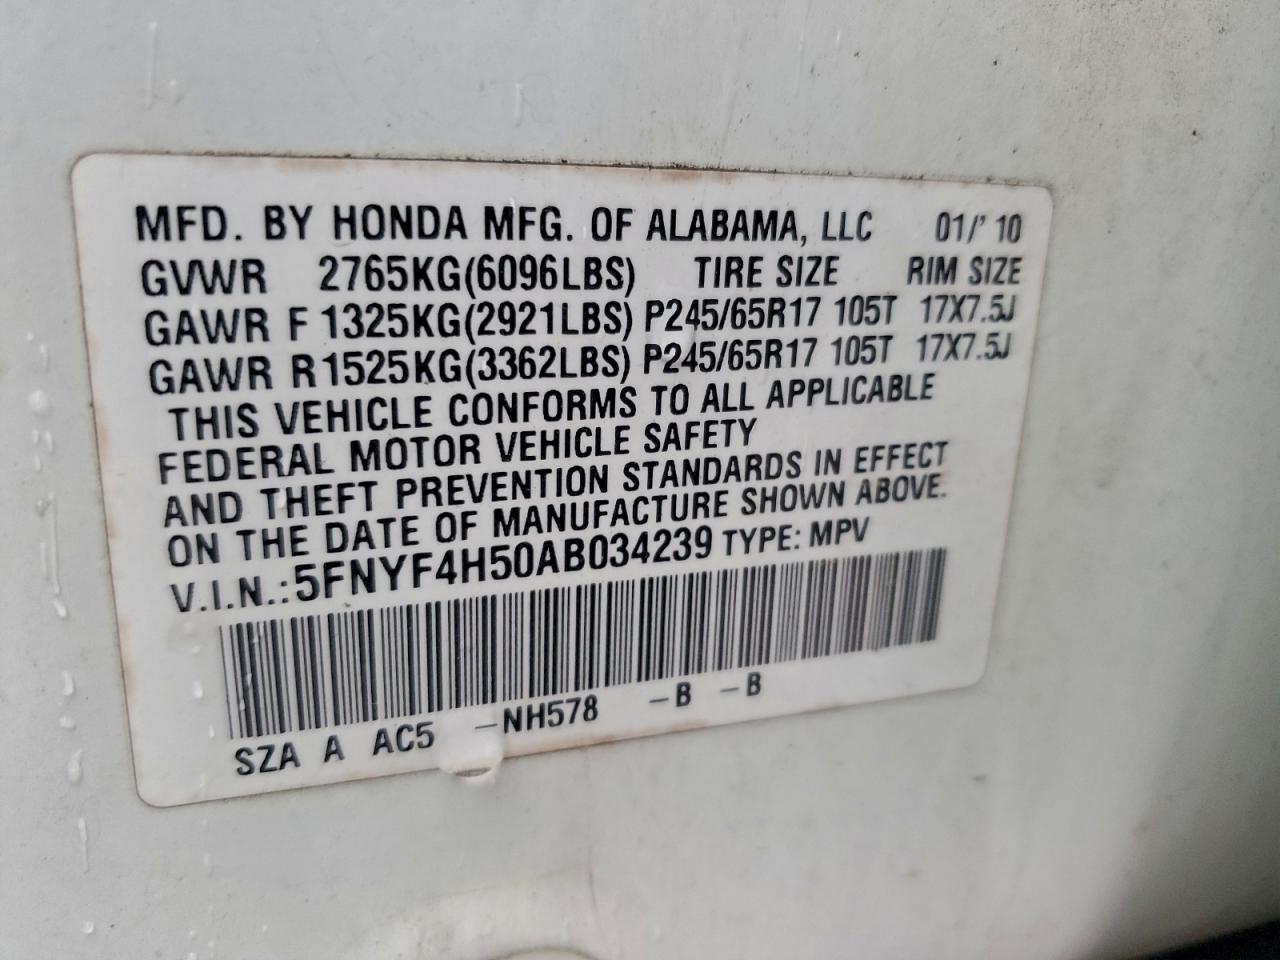 MFD. BY HONDA MFG. OF ALABAMA, LLC 01/'10
GVWR 2765KG(6096LBS) TIRE SIZE RIM SIZE
GAWR F 1325KG(2921LBS) P245/65R17 105T 17X7.5J
GAWR R 1525KG(3362LBS) P245/65R17 105T 17X7.5J
THIS VEHICLE CONFORMS TO ALL APPLICABLE
FEDERAL MOTOR VEHICLE SAFETY
AND THEFT PREVENTION STANDARDS IN EFFECT
ON THE DATE OF MANUFACTURE SHOWN ABOVE.
V.I.N.: 5FNYF4H50AB034239 TYPE: MPV
SZA A AC5 -NH578 -B -B